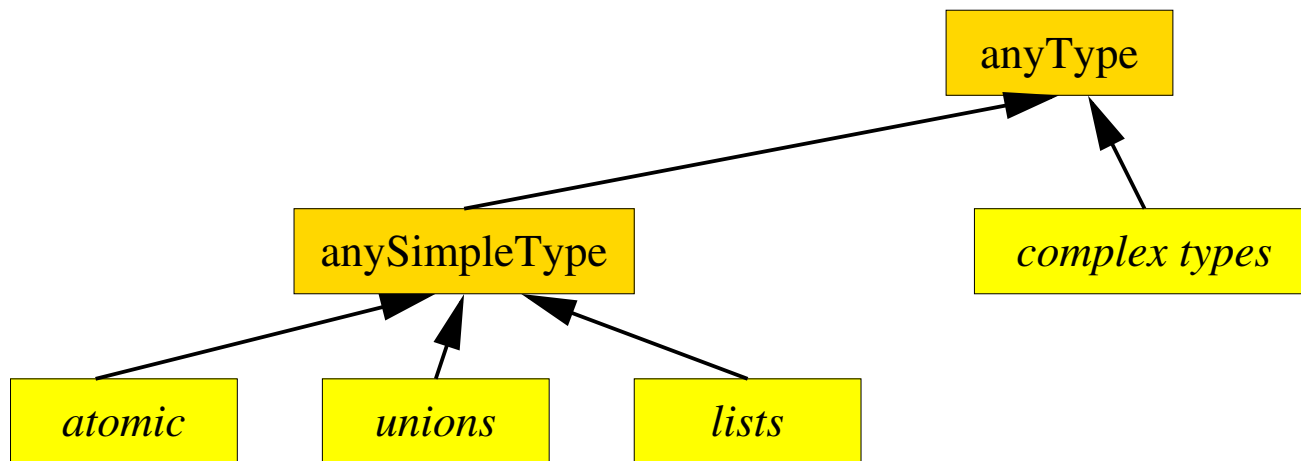 anyType
anySimpleType
complex types
atomic
unions
lists